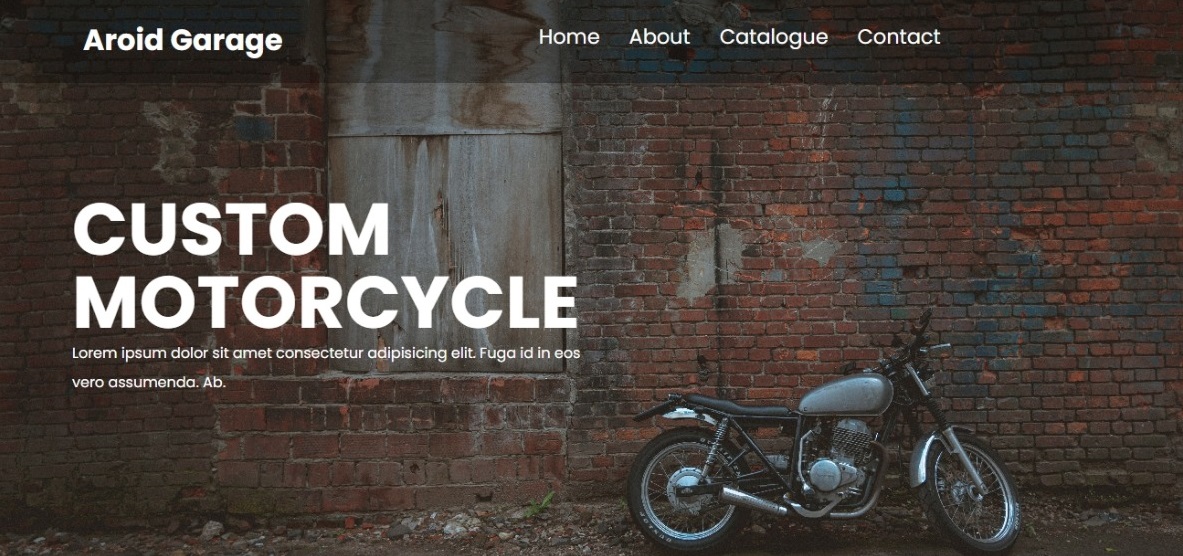 Aroid Garage
Home About Catalogue Contact
CUSTOM
MOTORCYCLE
Lorem ipsum dolor sit amet consectetur adipisicing elit. Fuga id in eos
vero assumenda. Ab.